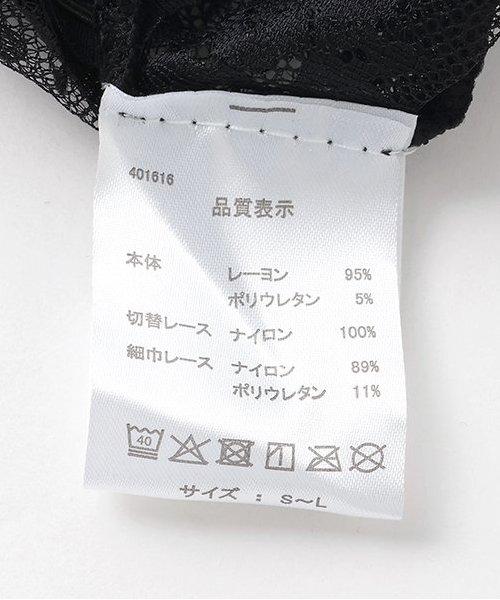 401616
品質表示
本体 レーヨン 95%
ポリウレタン 5%
切替レース ナイロン 100%
細巾レース ナイロン 89%
ポリウレタン 11%
40
サイズ : S～L